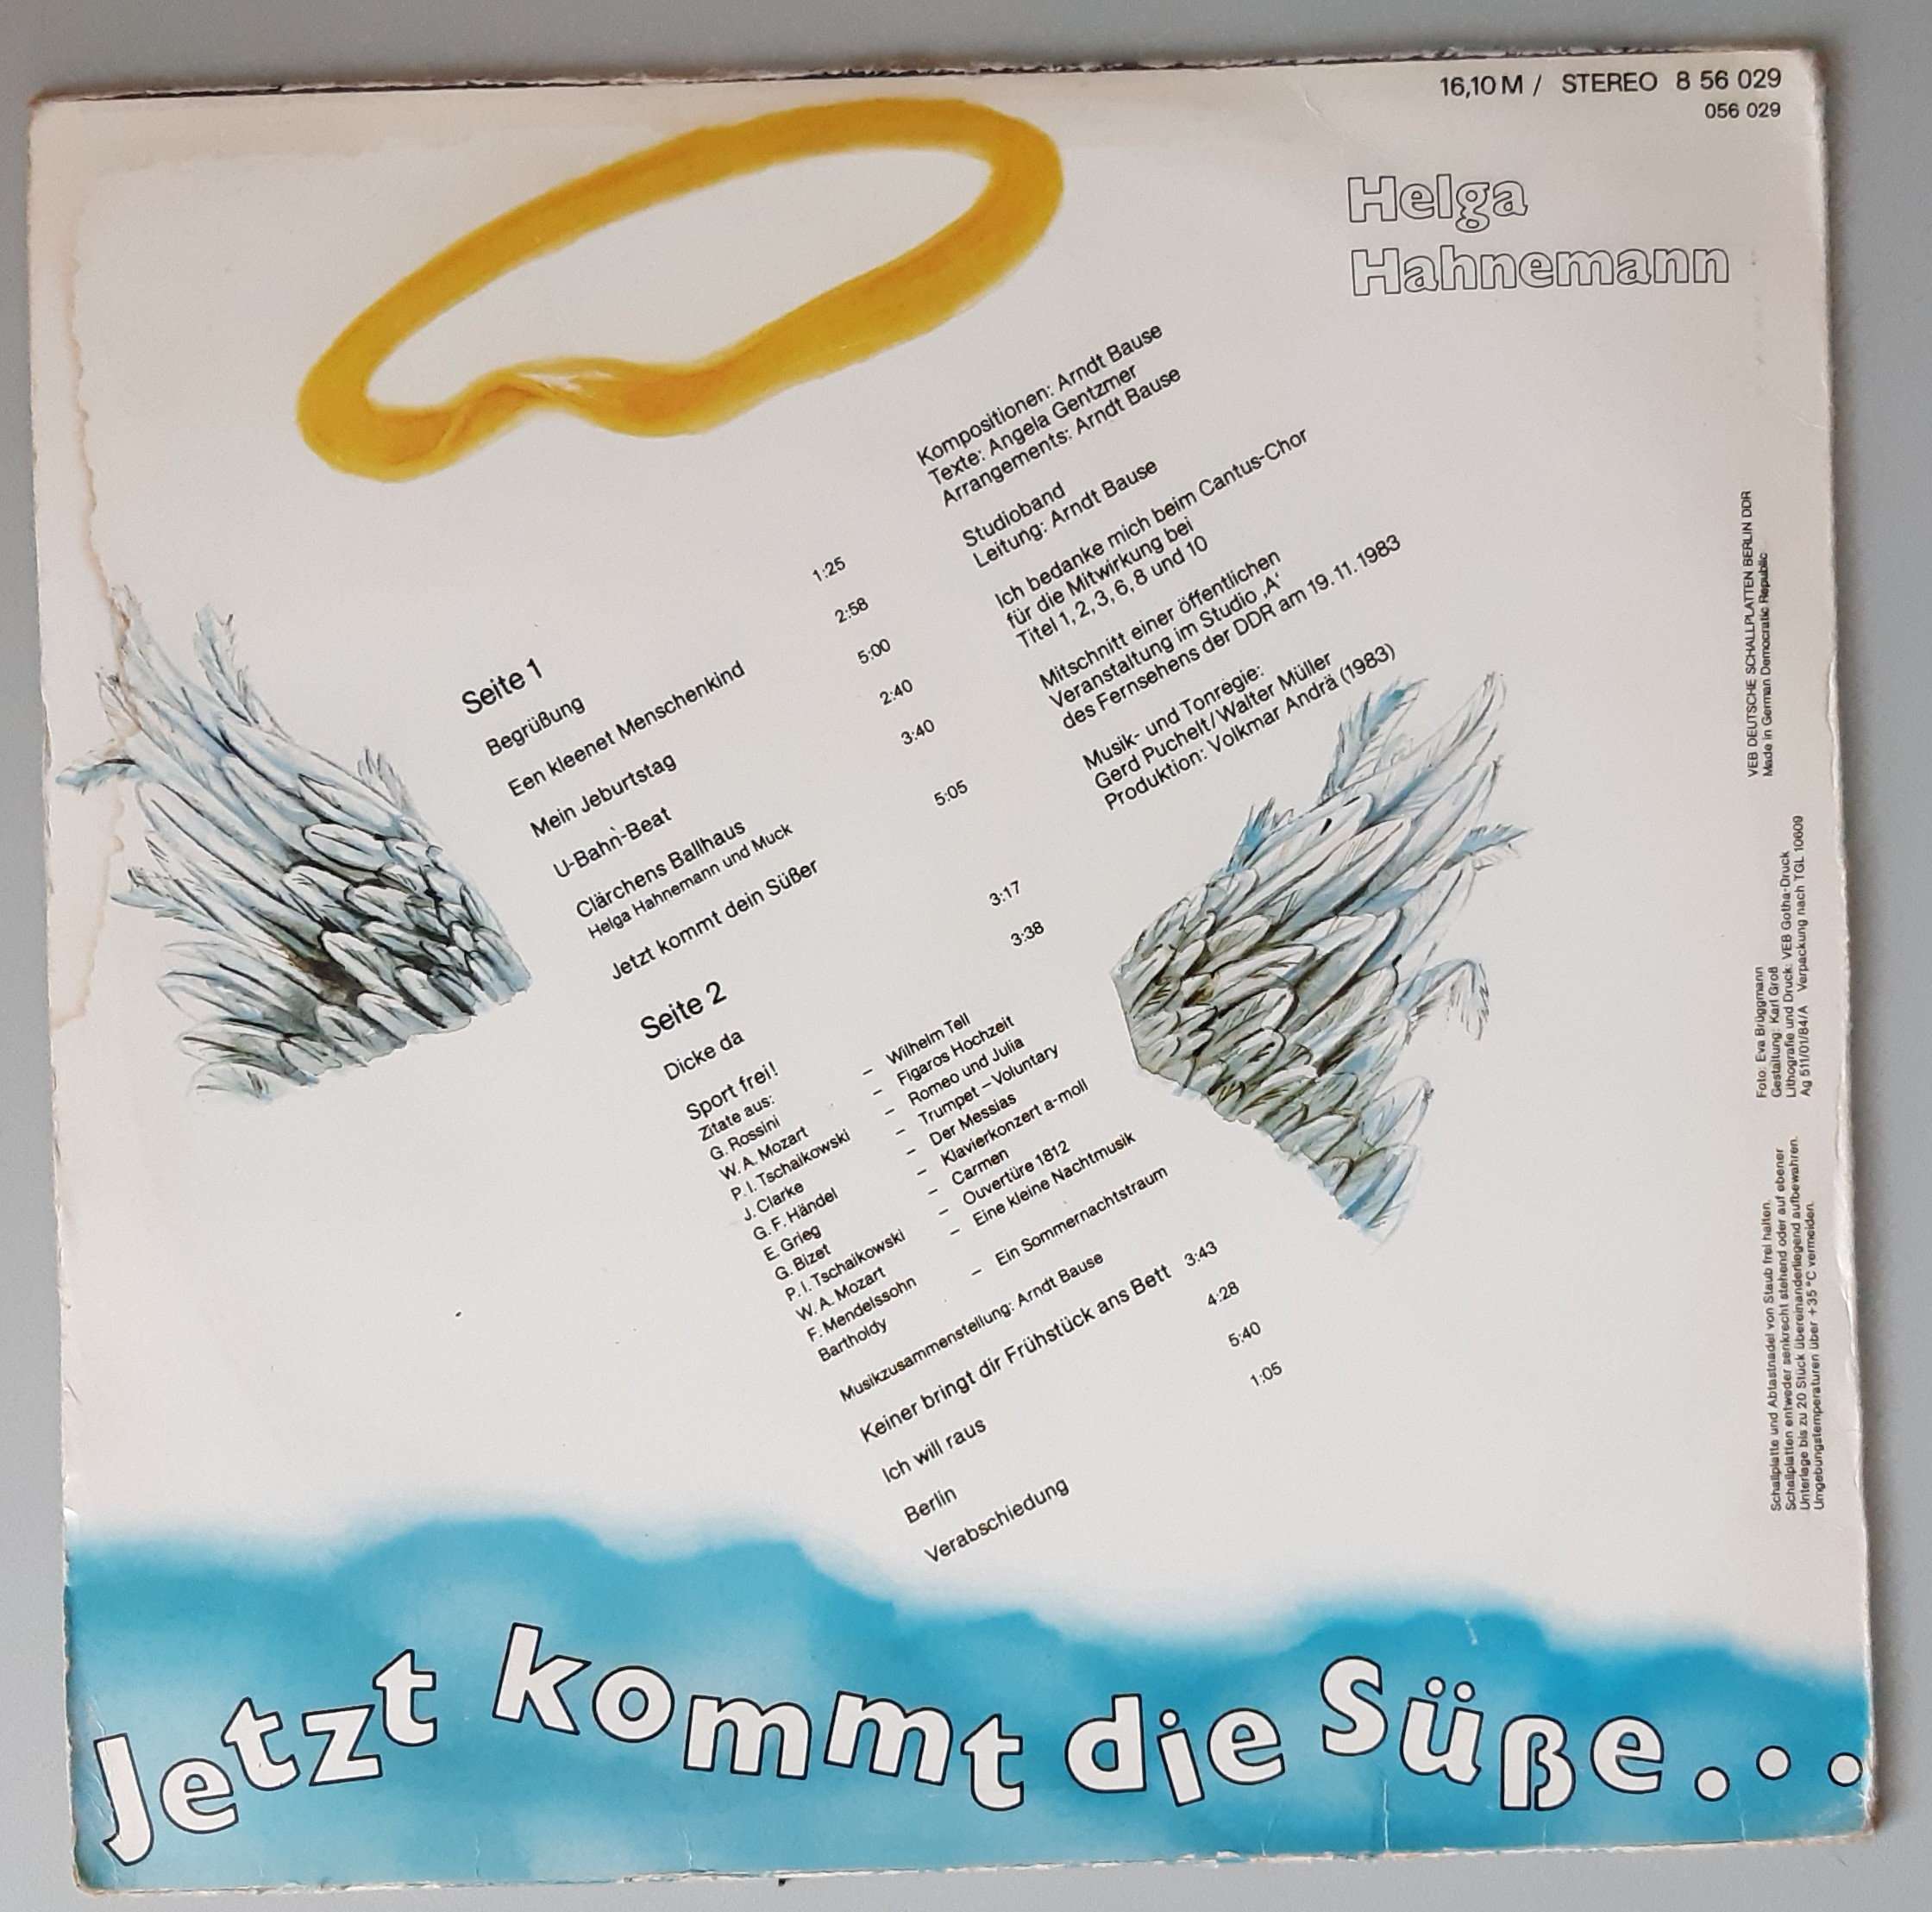 16,10 M / STEREO 8 56 029
056 029
Helga
Hahnemann
Kompositionen: Arndt Bause
Texte: Angela Gentzmer
Arrangements: Arndt Bause
Studioband
Leitung: Arndt Bause
Ich bedanke mich beim Cantus-Chor
für die Mitwirkung bei
Titel 1, 2, 3, 6, 8 und 10
Mitschnitt einer öffentlichen
Veranstaltung im Studio ‚A‘
des Fernsehens der DDR am 19.11.1983
Musik- und Tonregie:
Gerd Puchelt/Walter Müller
Produktion: Volkmar Andrä (1983)
Seite 1
Begrüßung 1:25
Een kleenet Menschenkind 2:58
Mein Jeburtstag 5:00
U-Bahn-Beat 2:40
Clärchens Ballhaus 3:40
Helga Hahnemann und Muck
Jetzt kommt dein Süßer 5:05
Seite 2
Dicke da 3:17
Sport frei! 3:38
Zitate aus:
G. Rossini – Wilhelm Tell
W. A. Mozart – Figaros Hochzeit
P. I. Tschaikowski – Romeo und Julia
J. Clarke – Trumpet – Voluntary
G. F. Händel – Der Messias
E. Grieg – Klavierkonzert a-moll
G. Bizet – Carmen
P. I. Tschaikowski – Ouvertüre 1812
W. A. Mozart – Eine kleine Nachtmusik
F. Mendelssohn
Bartholdy – Ein Sommernachtstraum
Musikzusammenstellung: Arndt Bause
Keiner bringt dir Frühstück ans Bett 3:43
Ich will raus 4:28
Berlin 5:40
Verabschiedung 1:05
VEB DEUTSCHE SCHALLPLATTEN BERLIN DDR
Made in German Democratic Republic
Foto: Eva Brüggmann
Gestaltung: Karl Groß
Lithografie und Druck: VEB Gotha-Druck
Ag 511/01/84/A Verpackung nach TGL 10609
Schallplatte und Abtastnadel von Staub frei halten.
Schallplatten entweder senkrecht stehend oder auf ebener
Unterlage bis zu 20 Stück übereinanderliegend aufbewahren.
Umgebungstemperaturen über +35 °C vermeiden.
Jetzt kommt die Süße...